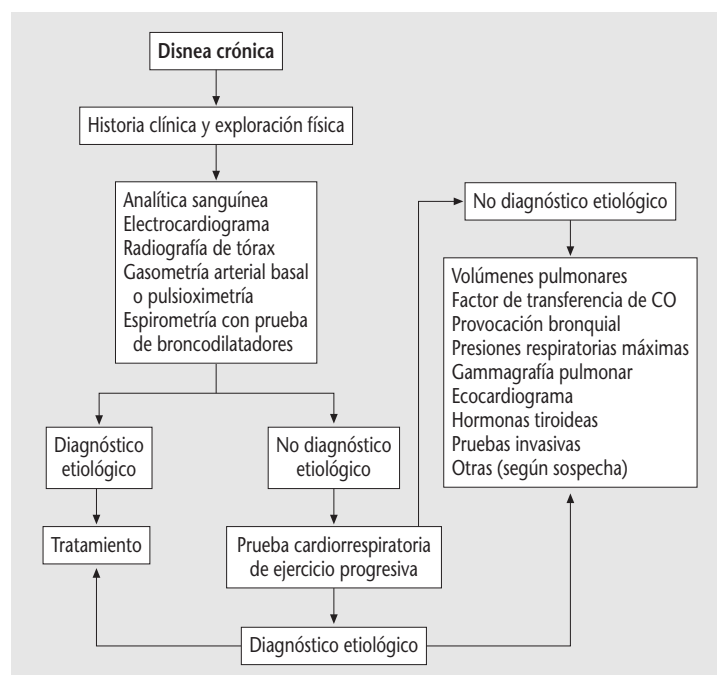 Disnea crónica
Historia clínica y exploración física
Analítica sanguínea
Electrocardiograma
Radiografía de tórax
Gasometría arterial basal
o pulsioximetría
Espirometría con prueba
de broncodilatadores
Diagnóstico
etiológico
No diagnóstico
etiológico
Tratamiento
Prueba cardiorrespiratoria
de ejercicio progresiva
Diagnóstico etiológico
No diagnóstico etiológico
Volúmenes pulmonares
Factor de transferencia de CO
Provocación bronquial
Presiones respiratorias máximas
Gammagrafía pulmonar
Ecocardiograma
Hormonas tiroideas
Pruebas invasivas
Otras (según sospecha)